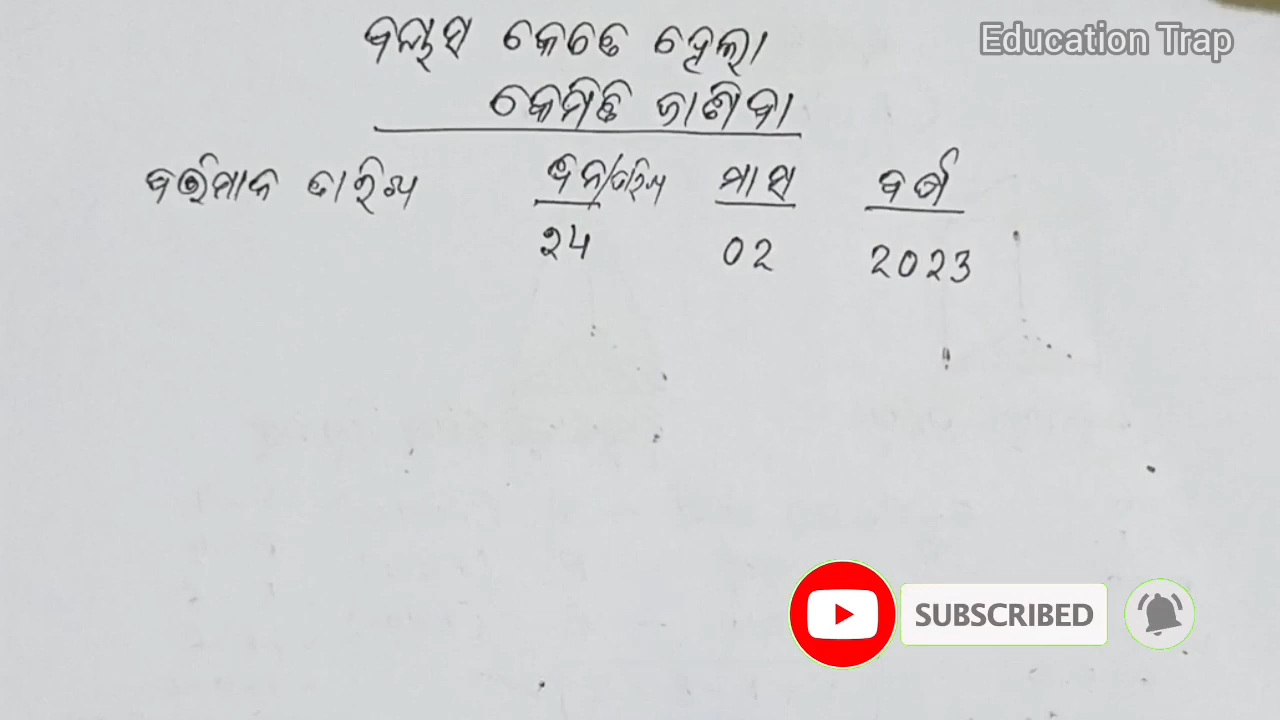 Education Trap
ବୟସ କେତେ ହେଲା
କେମିତି ଜାଣିବା
ବର୍ତ୍ତମାନ ତାରିଖ ଦିନ/ତାରିଖ ମାସ ବର୍ଷ
24 02 2023
SUBSCRIBED